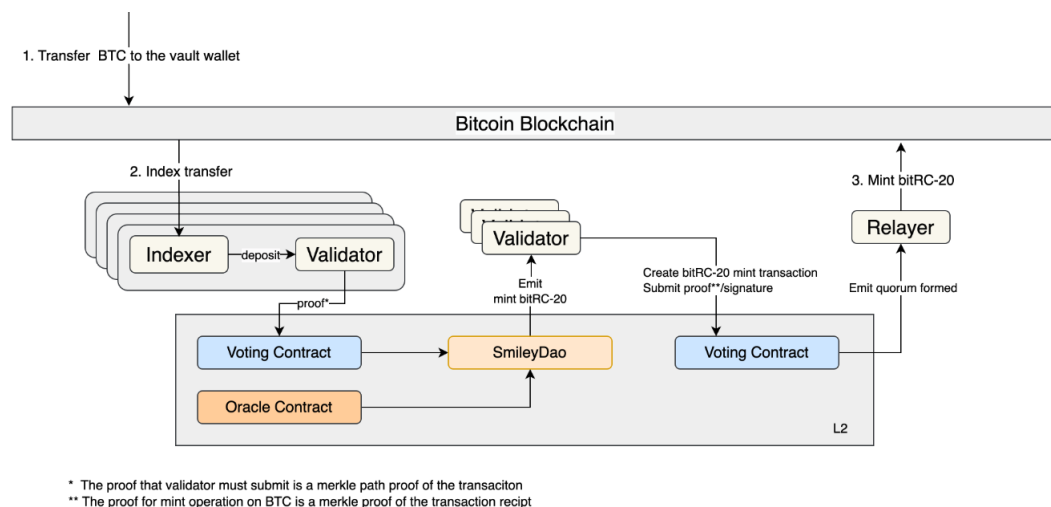 1. Transfer BTC to the vault wallet
Bitcoin Blockchain
2. Index transfer
3. Mint bitRC-20
Indexer
deposit
Validator
Validator
Relayer
proof*
Emit
mint bitRC-20
Create bitRC-20 mint transaction
Submit proof**/signature
Emit quorum formed
Voting Contract
SmileyDao
Voting Contract
Oracle Contract
L2
* The proof that validator must submit is a merkle path proof of the transaciton
** The proof for mint operation on BTC is a merkle proof of the transaction recipt